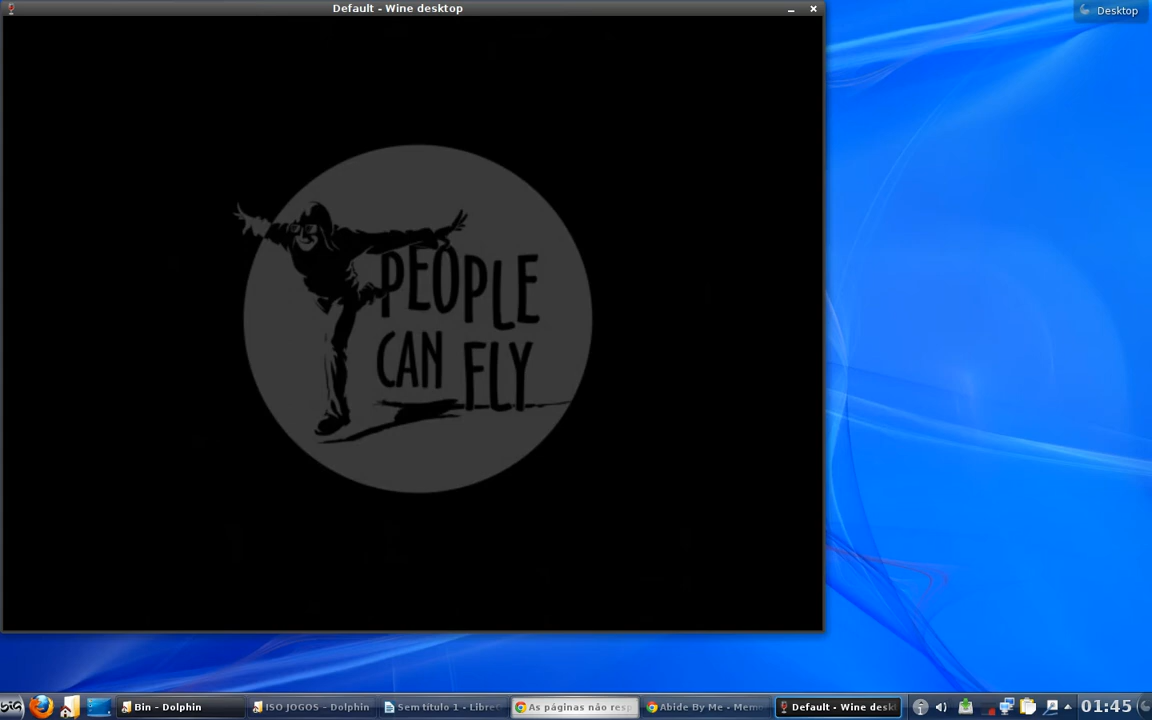 Default - Wine desktop
Desktop
PEOPLE
CAN FLY
Bin - Dolphin
ISO JOGOS - Dolphin
Sem título 1 - Libre
As páginas não resp
Abide By Me - Mem
Default - Wine desk
01:45